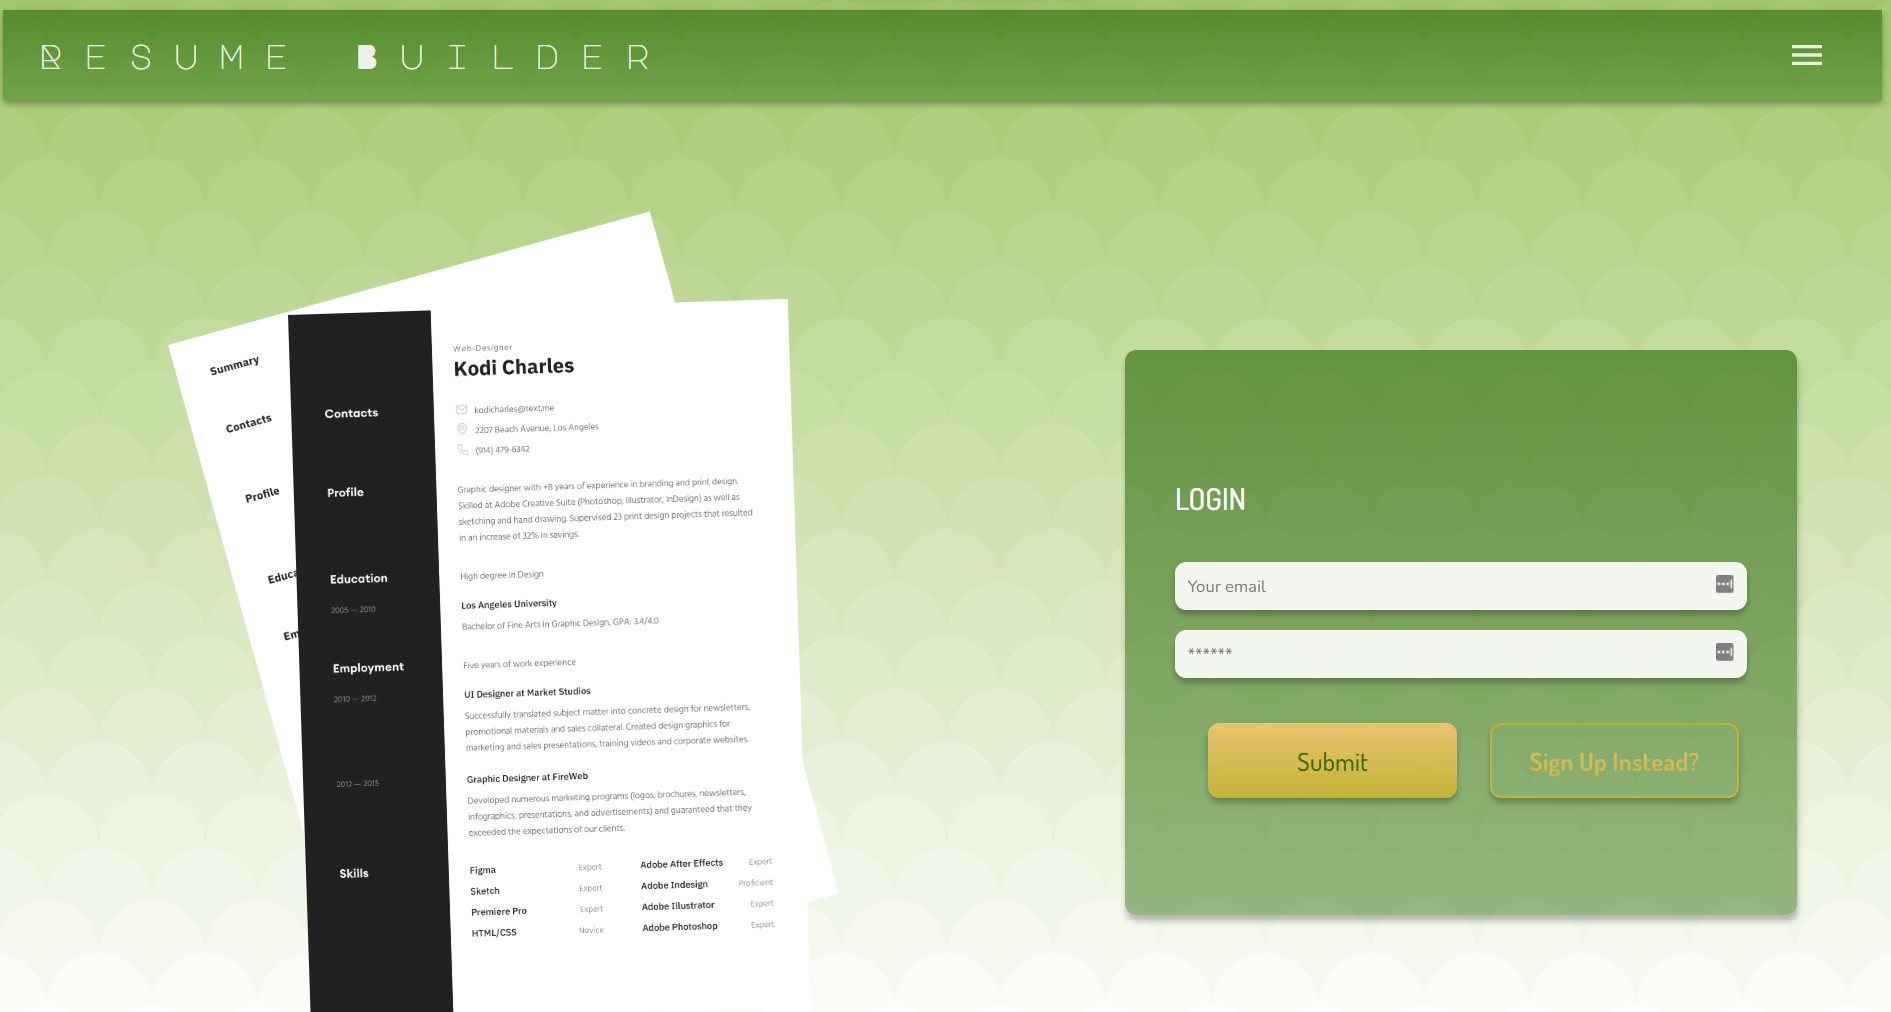 RESUME BUILDER
Summary
Contacts
Profile
Em
Contacts
Profile
Education
2005 — 2010
Employment
2010 — 2012
2012 — 2015
Skills
Web-Designer
Kodi Charles
kodicharles@text.me
2207 Beach Avenue, Los Angeles
(914) 479-6342
Graphic designer with +8 years of experience in branding and print design.
Skilled at Adobe Creative Suite (Photoshop, Illustrator, InDesign) as well as
sketching and hand drawing. Supervised 23 print design projects that resulted
in an increase of 32% in savings.
High degree in Design
Los Angeles University
Bachelor of Fine Arts in Graphic Design, GPA: 3.4/4.0
Five years of work experience
UI Designer at Market Studios
Successfully translated subject matter into concrete design for newsletters,
promotional materials and sales collateral. Created design graphics for
marketing and sales presentations, training videos and corporate websites.
Graphic Designer at FireWeb
Developed numerous marketing programs (logos, brochures, newsletters,
infographics, presentations, and advertisements) and guaranteed that they
exceeded the expectations of our clients.
Figma Expert Adobe After Effects Expert
Sketch Expert Adobe Indesign Proficient
Premiere Pro Expert Adobe Illustrator Expert
HTML/CSS Novice Adobe Photoshop Expert
LOGIN
Your email
******
Submit Sign Up Instead?